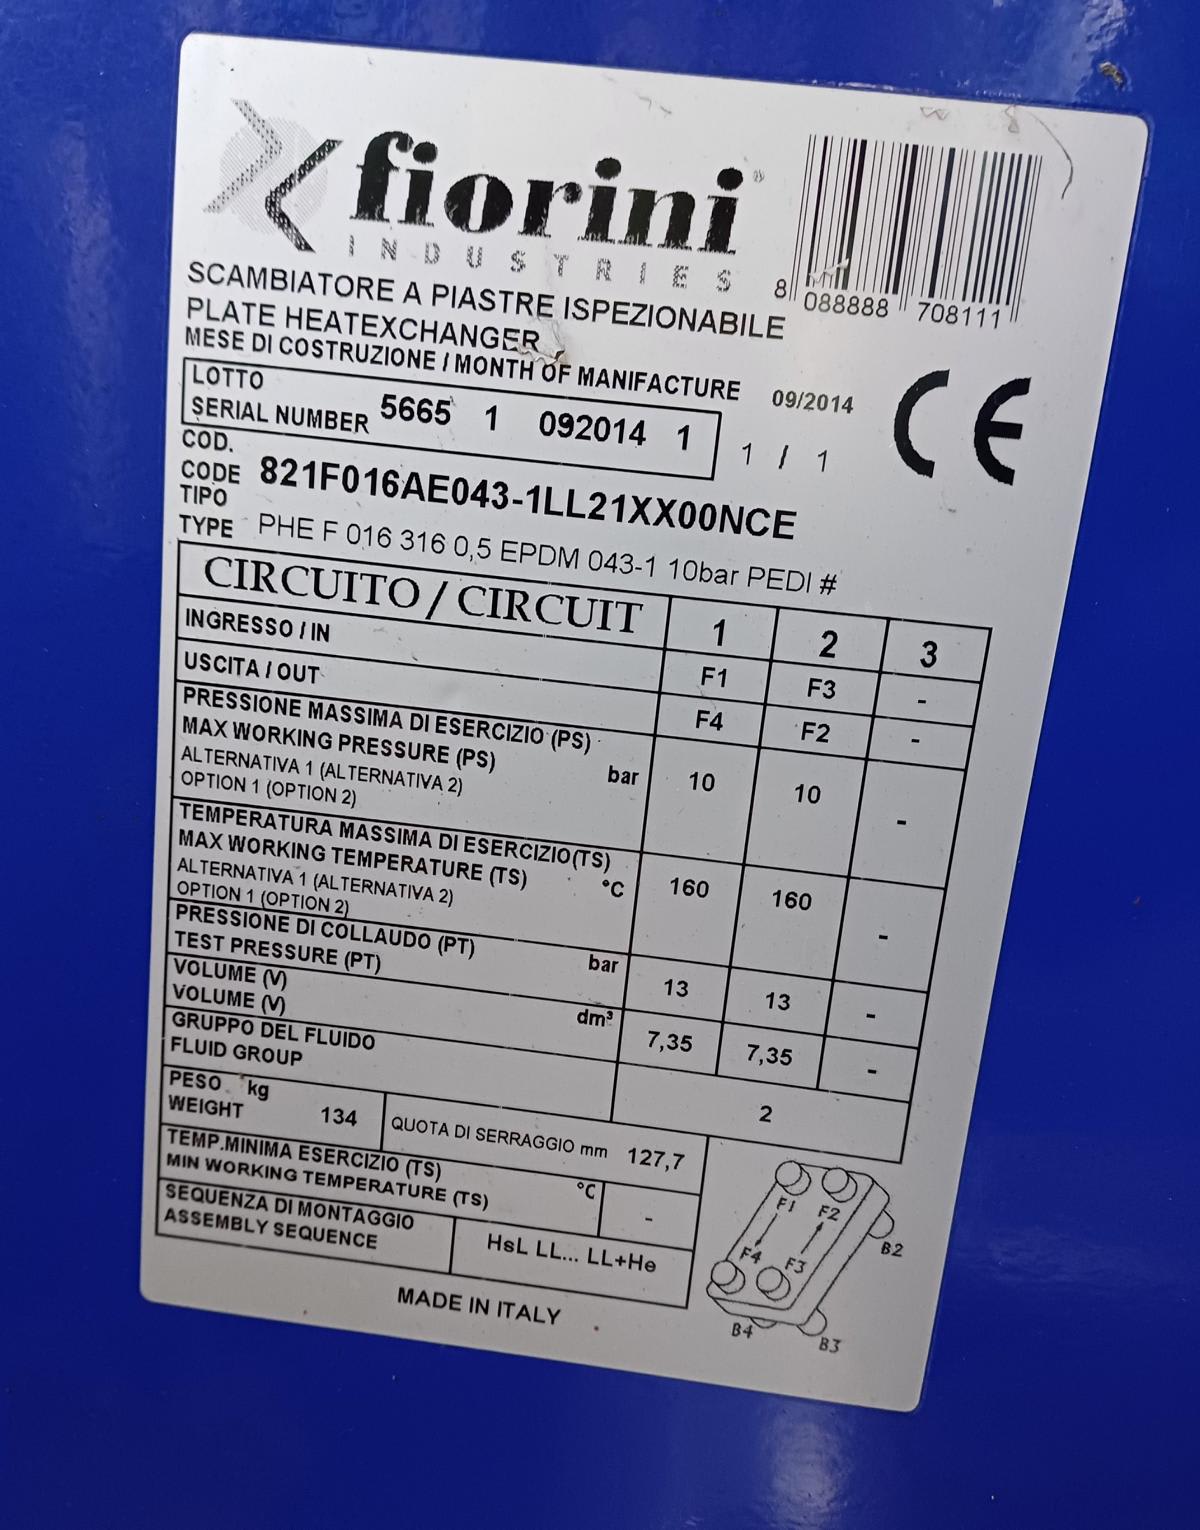 fiorini®
INDUSTRIES
8 088888 708111
SCAMBIATORE A PIASTRE ISPEZIONABILE
PLATE HEATEXCHANGER
MESE DI COSTRUZIONE / MONTH OF MANIFACTURE 09/2014
CE
LOTTO
SERIAL NUMBER 5665 1 092014 1 1 / 1
COD.
CODE 821F016AE043-1LL21XX00NCE
TIPO
TYPE PHE F 016 316 0,5 EPDM 043-1 10bar PEDI #
CIRCUITO / CIRCUIT 1 2 3
INGRESSO / IN F1 F3 -
USCITA / OUT F4 F2 -
PRESSIONE MASSIMA DI ESERCIZIO (PS)
MAX WORKING PRESSURE (PS) bar 10 10 -
ALTERNATIVA 1 (ALTERNATIVA 2)
OPTION 1 (OPTION 2)
TEMPERATURA MASSIMA DI ESERCIZIO(TS)
MAX WORKING TEMPERATURE (TS) °C 160 160 -
ALTERNATIVA 1 (ALTERNATIVA 2)
OPTION 1 (OPTION 2)
PRESSIONE DI COLLAUDO (PT)
TEST PRESSURE (PT) bar 13 13 -
VOLUME (V)
VOLUME (V) dm³ 7,35 7,35 -
GRUPPO DEL FLUIDO
FLUID GROUP 2
PESO kg
WEIGHT 134 QUOTA DI SERRAGGIO mm 127,7
TEMP.MINIMA ESERCIZIO (TS)
MIN WORKING TEMPERATURE (TS) °C -
SEQUENZA DI MONTAGGIO
ASSEMBLY SEQUENCE HsL LL... LL+He
F1 F2
B2
F4 F3
B4 B3
MADE IN ITALY